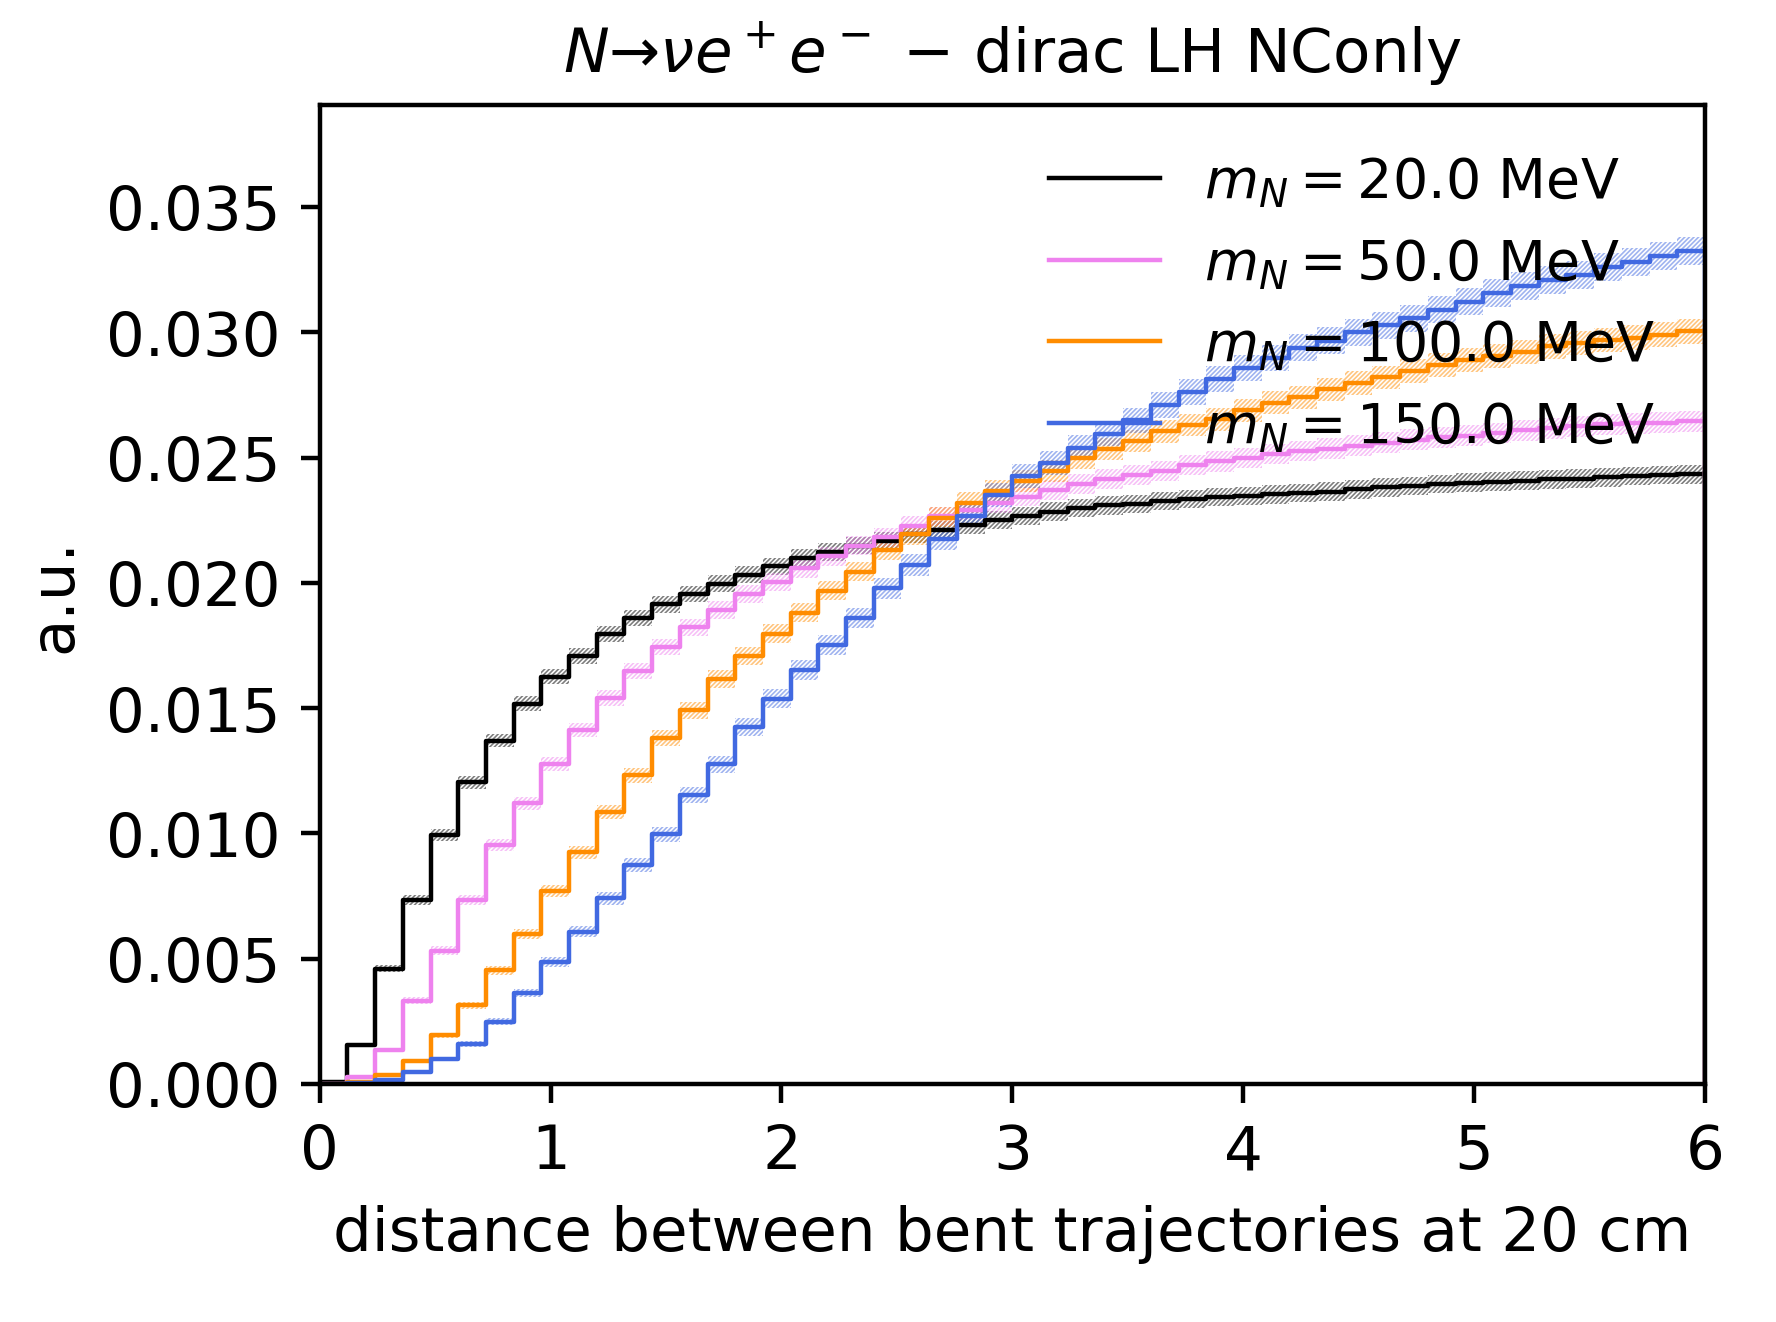 N→νe⁺e⁻ − dirac LH NConly
m_N = 20.0 MeV
m_N = 50.0 MeV
m_N = 100.0 MeV
m_N = 150.0 MeV
a.u.
0.035
0.030
0.025
0.020
0.015
0.010
0.005
0.000
0 1 2 3 4 5 6
distance between bent trajectories at 20 cm